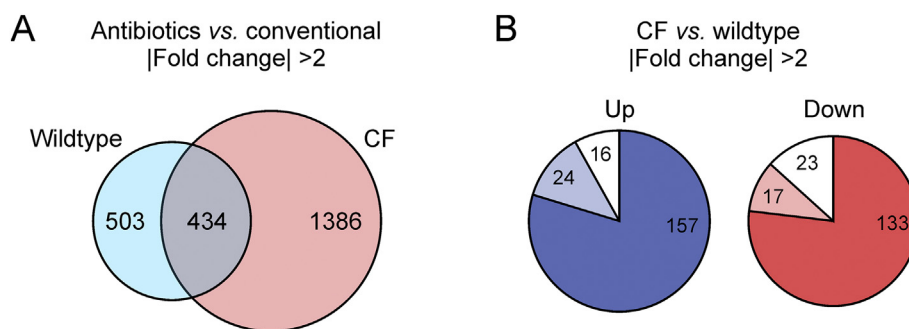 A
Antibiotics vs. conventional
|Fold change| >2
Wildtype
CF
503
434
1386
B
CF vs. wildtype
|Fold change| >2
Up
Down
16
24
157
23
17
133